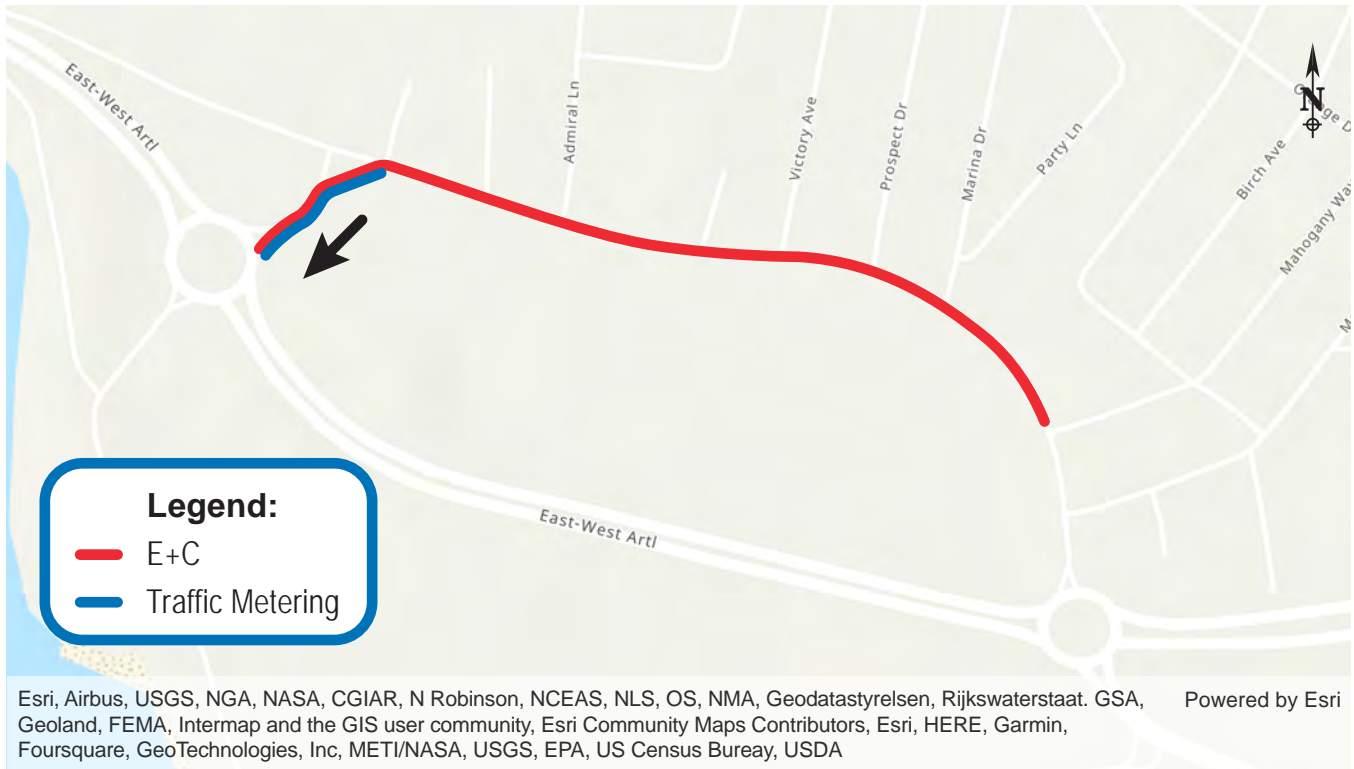 East-West Artl
Admiral Ln
Victory Ave
Prospect Dr
Marina Dr
Party Ln
Birch Ave
Mahogany Way
N
East-West Artl
Legend:
E+C
Traffic Metering
Esri, Airbus, USGS, NGA, NASA, CGIAR, N Robinson, NCEAS, NLS, OS, NMA, Geodatastyrelsen, Rijkswaterstaat. GSA,
Geoland, FEMA, Intermap and the GIS user community, Esri Community Maps Contributors, Esri, HERE, Garmin,
Foursquare, GeoTechnologies, Inc, METI/NASA, USGS, EPA, US Census Bureay, USDA
Powered by Esri